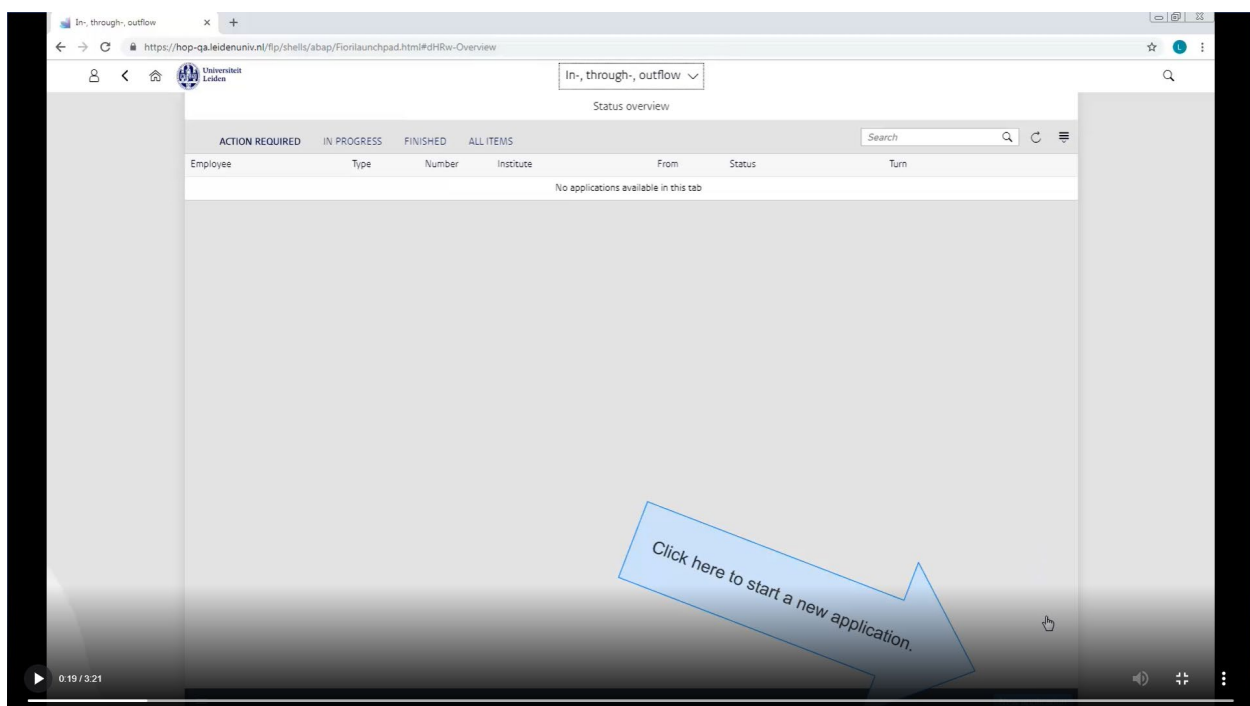 In-, through-, outflow
https://hop-qa.leidenuniv.nl/flp/shells/abap/Fiorilaunchpad.html#dHRw-Overview
L
Universiteit
Leiden
In-, through-, outflow
Status overview
ACTION REQUIRED IN PROGRESS FINISHED ALL ITEMS Search
Employee Type Number Institute From Status Turn
No applications available in this tab
Click here to start a new application.
0:19 / 3:21